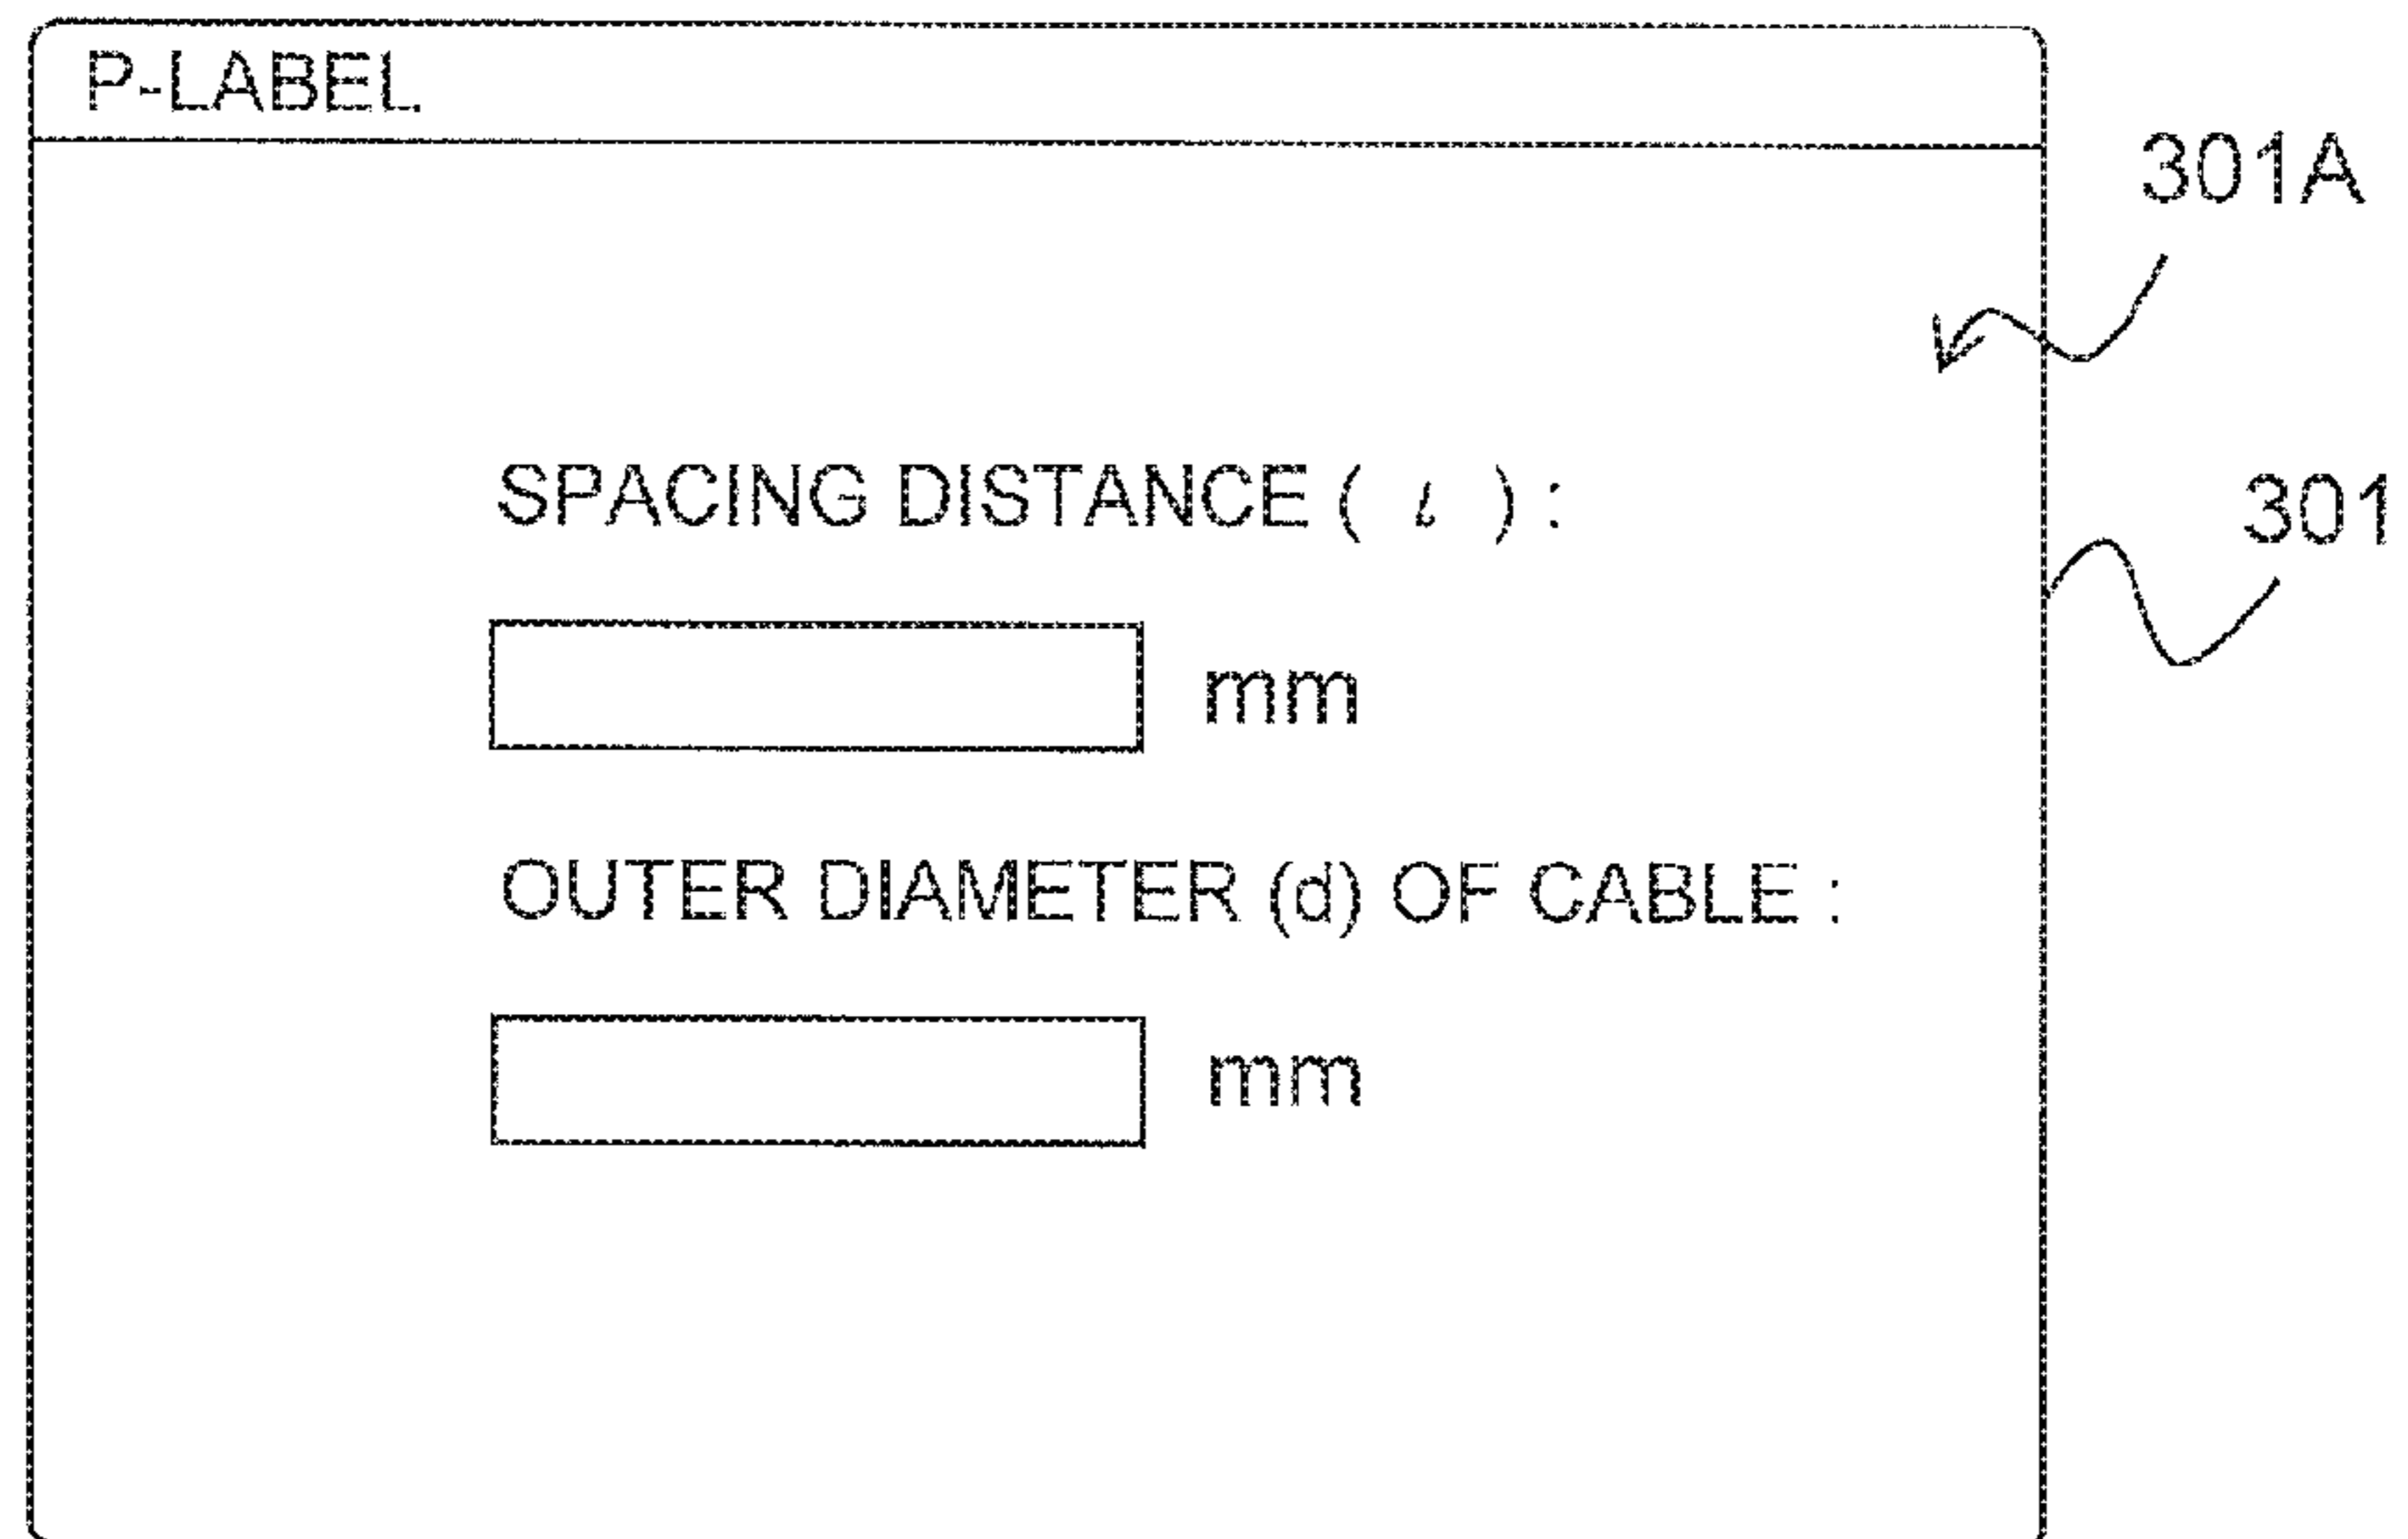 P-LABEL
301A
SPACING DISTANCE ( ι ) :
301
mm
OUTER DIAMETER (d) OF CABLE :
mm